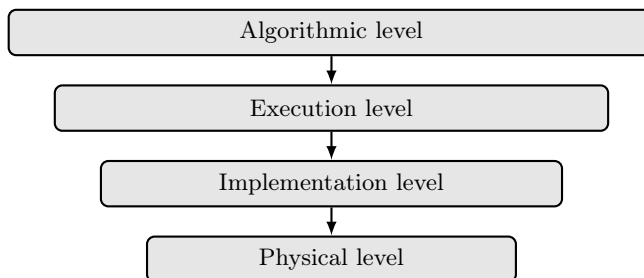 Algorithmic level
Execution level
Implementation level
Physical level